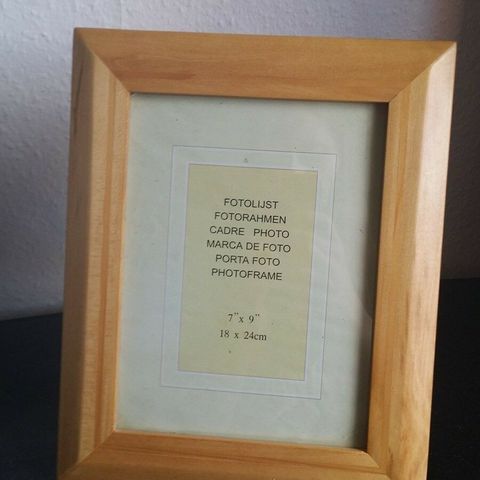 FOTOLIJST
FOTORAHMEN
CADRE PHOTO
MARCA DE FOTO
PORTA FOTO
PHOTOFRAME
7" x 9"
18 x 24cm